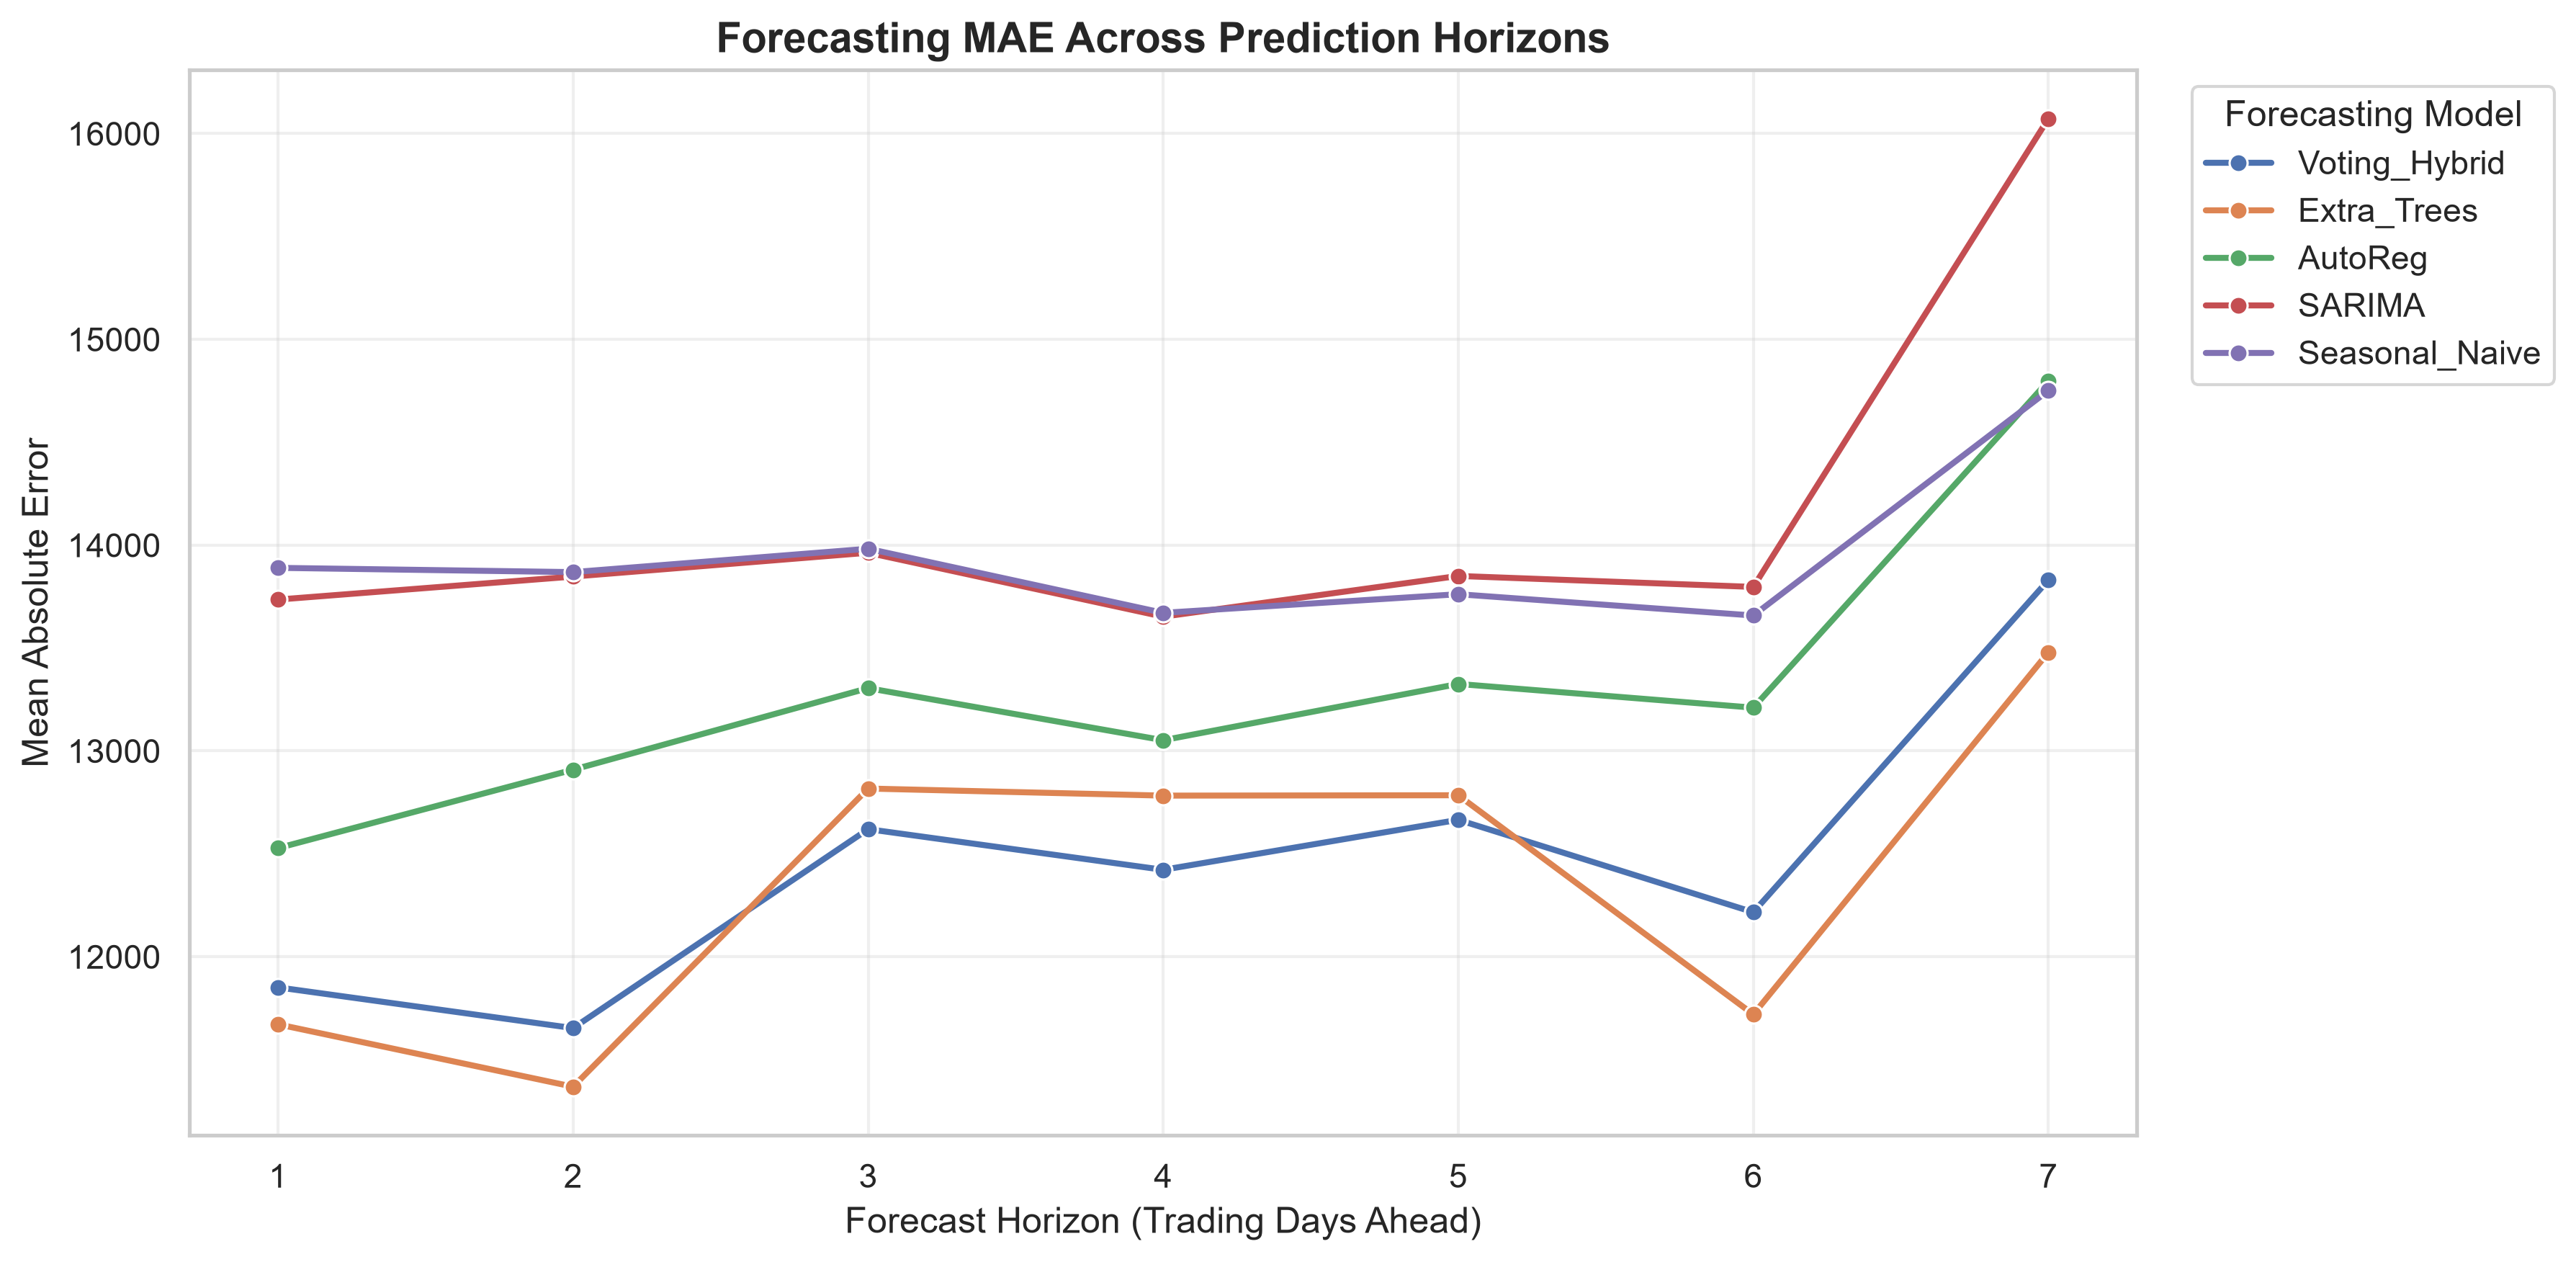 Forecasting MAE Across Prediction Horizons
Mean Absolute Error
16000
15000
14000
13000
12000
1 2 3 4 5 6 7
Forecast Horizon (Trading Days Ahead)
Forecasting Model
Voting_Hybrid
Extra_Trees
AutoReg
SARIMA
Seasonal_Naive